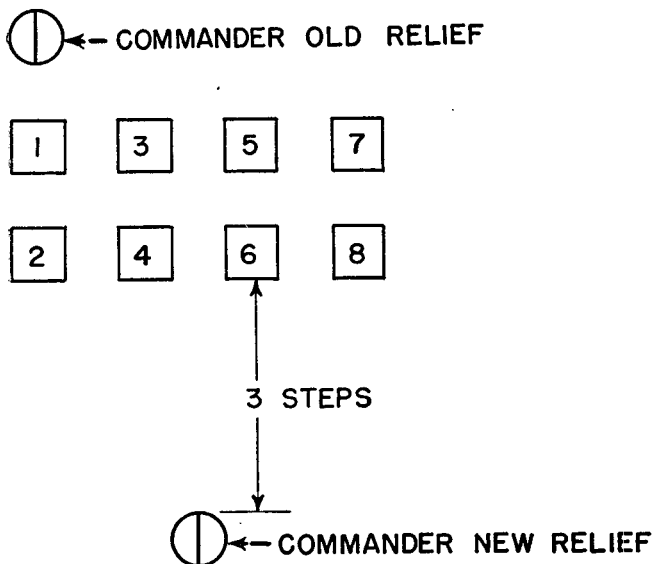 COMMANDER OLD RELIEF
1 3 5 7
2 4 6 8
3 STEPS
COMMANDER NEW RELIEF